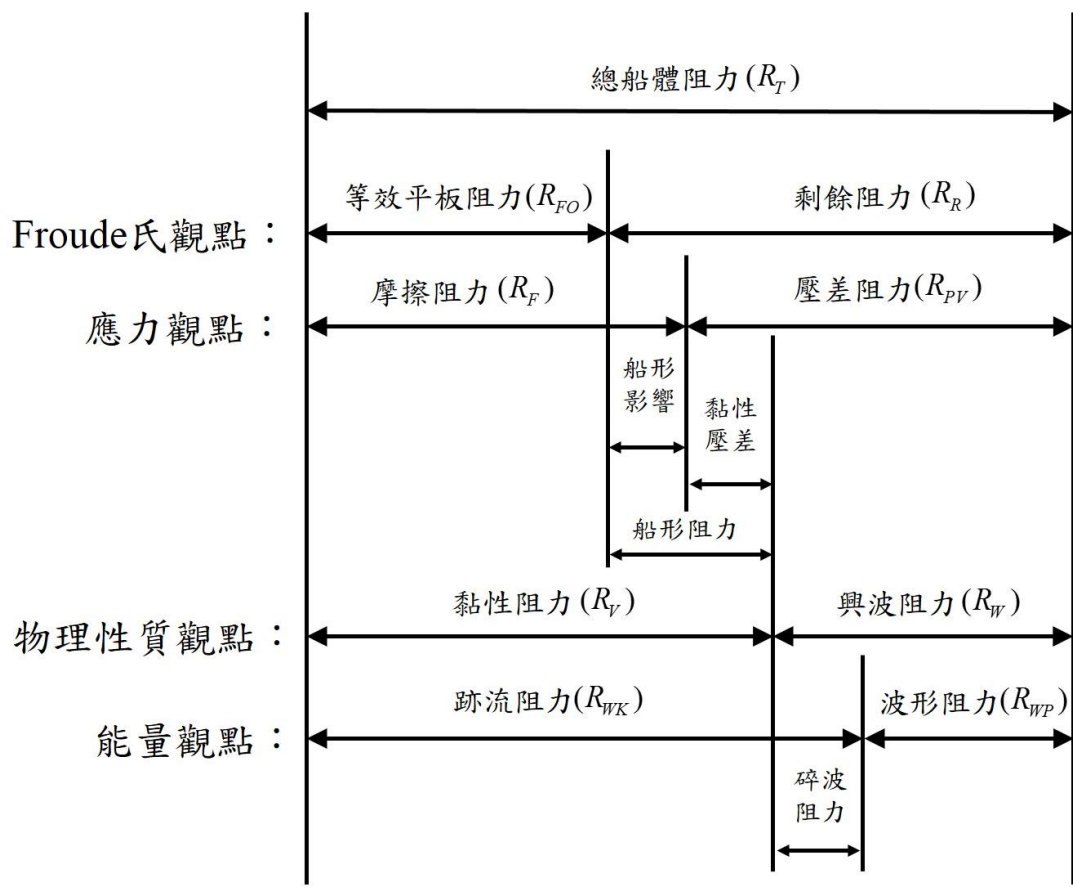 總船體阻力(R_T)
等效平板阻力(R_FO)
剩餘阻力(R_R)
Froude氏觀點：
摩擦阻力(R_F)
壓差阻力(R_PV)
應力觀點：
船形
影響
黏性
壓差
船形阻力
黏性阻力(R_V)
興波阻力(R_W)
物理性質觀點：
跡流阻力(R_WK)
波形阻力(R_WP)
能量觀點：
碎波
阻力